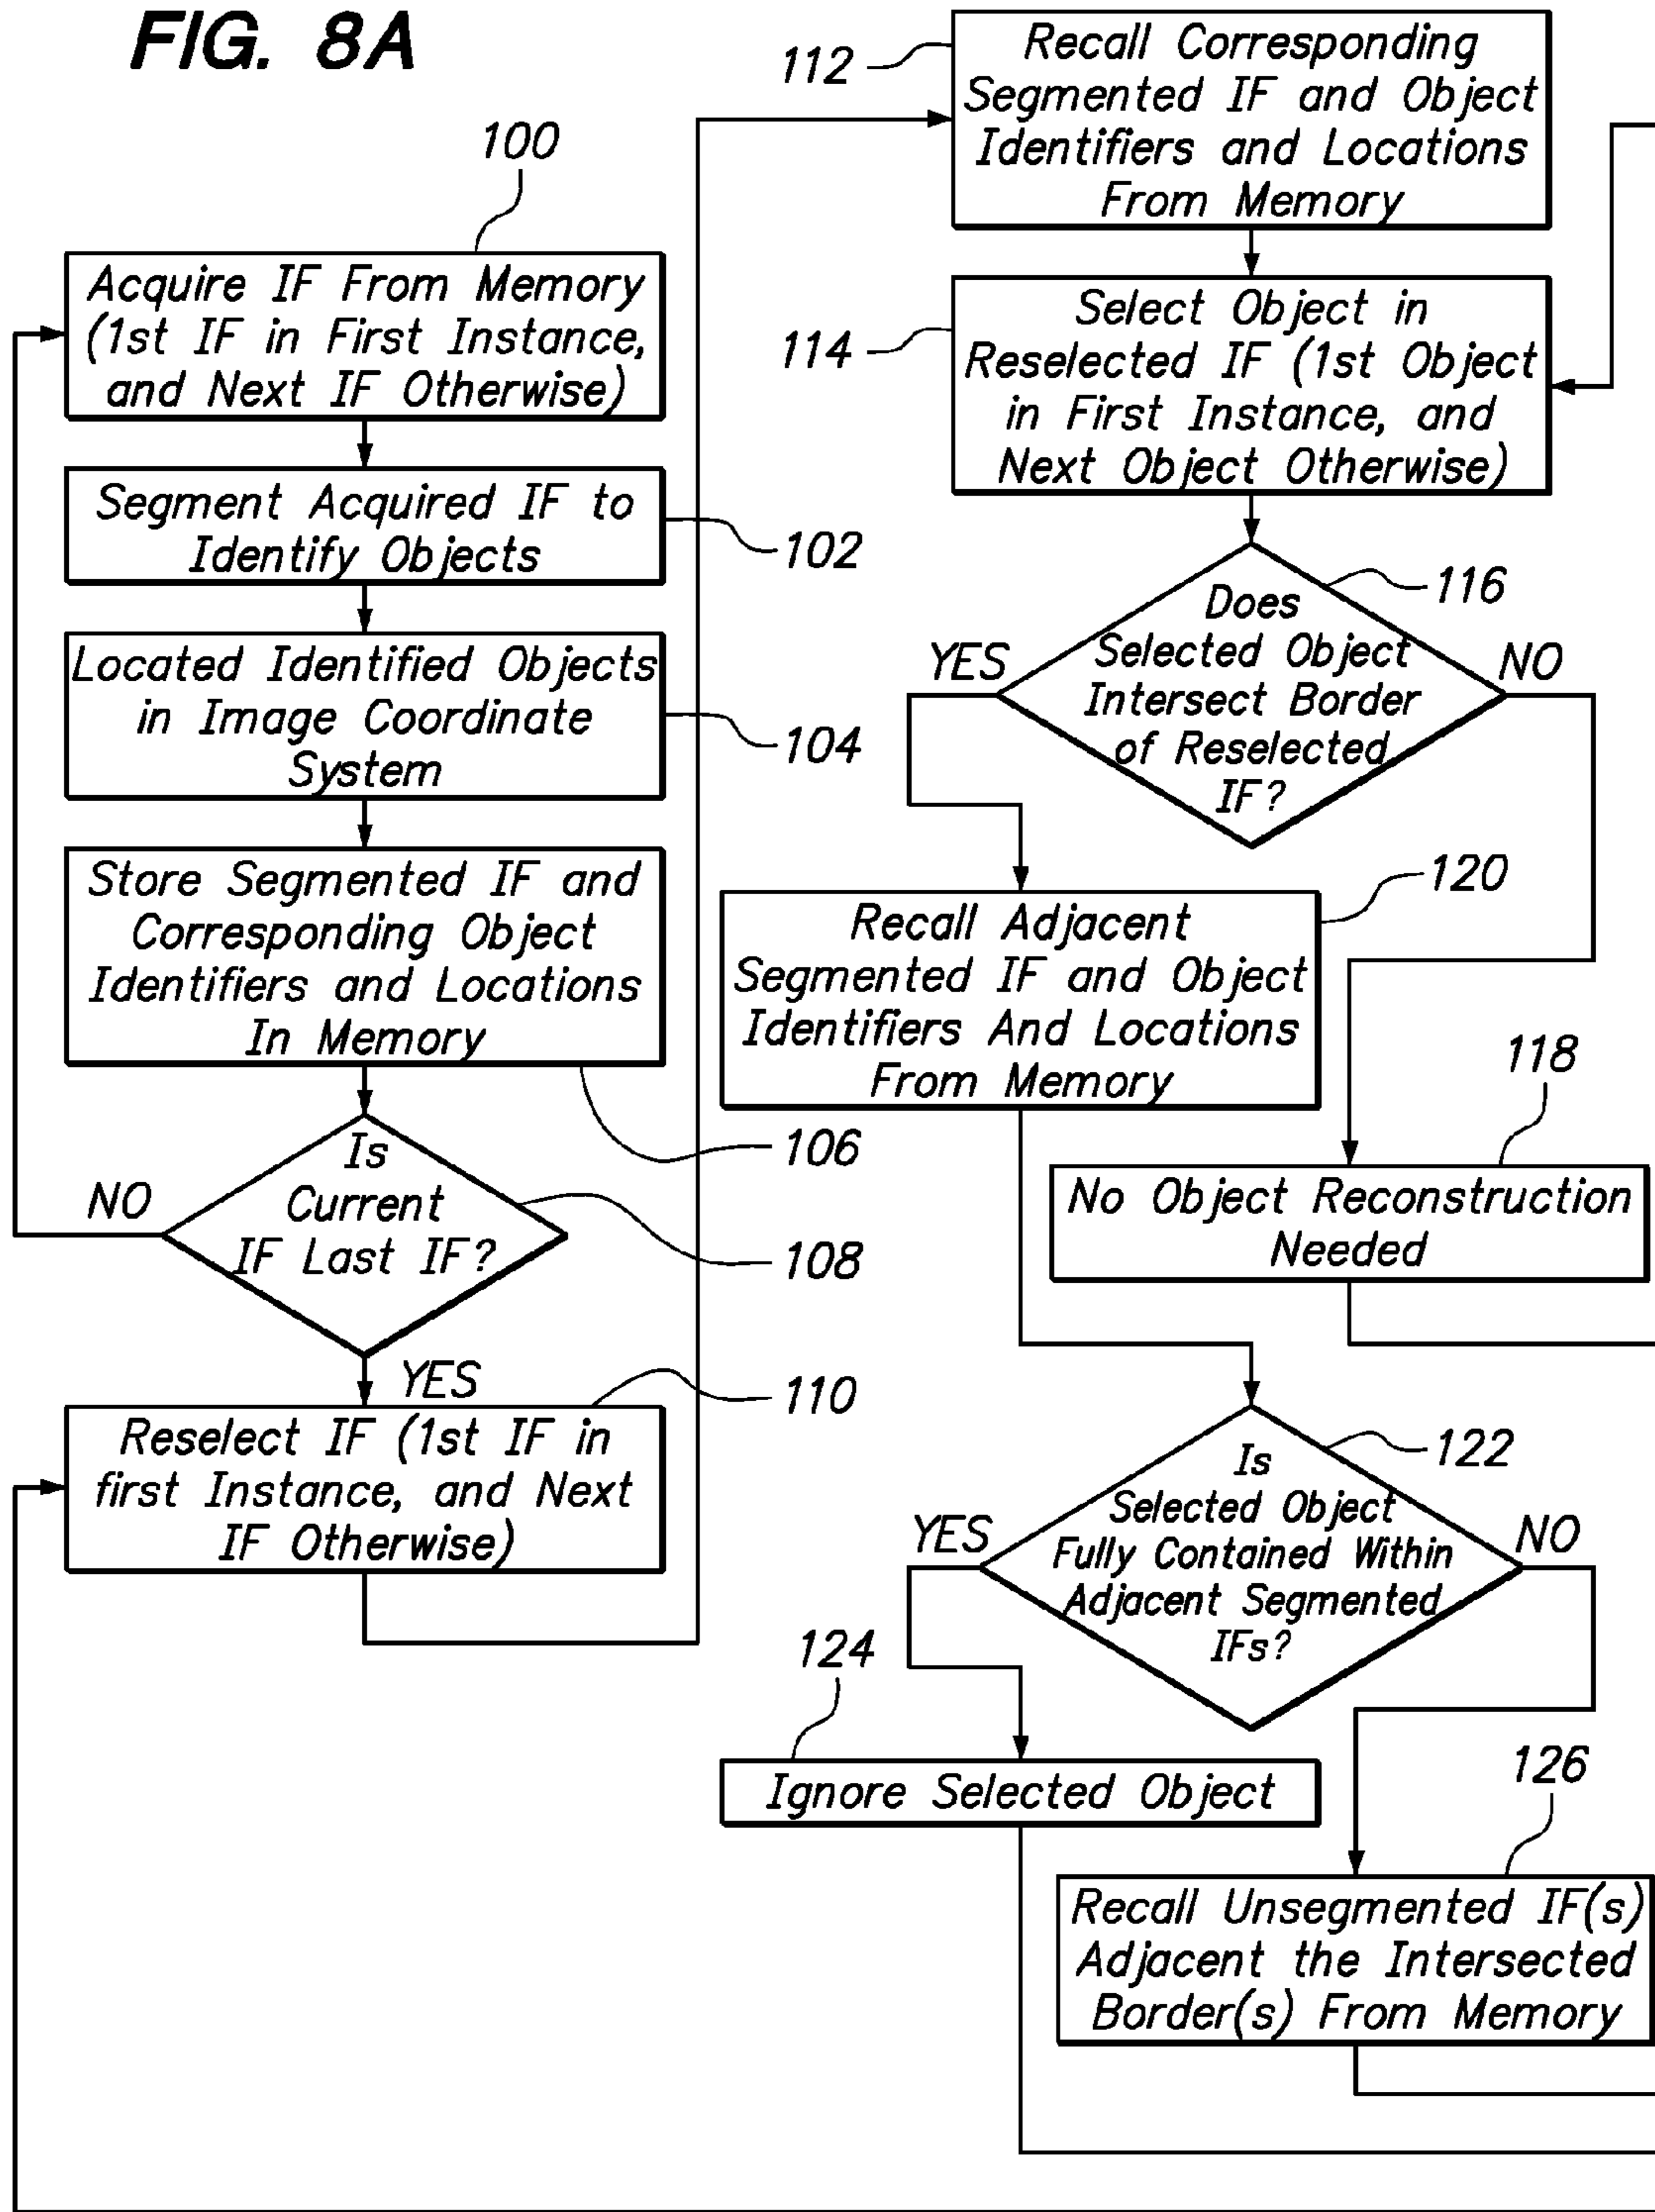 FIG. 8A
100
Acquire IF From Memory
(1st IF in First Instance,
and Next IF Otherwise)
Segment Acquired IF to
Identify Objects
102
Located Identified Objects
in Image Coordinate
System
104
Store Segmented IF and
Corresponding Object
Identifiers and Locations
In Memory
106
Is
Current
IF Last IF?
108
NO
YES
110
Reselect IF (1st IF in
first Instance, and Next
IF Otherwise)
112
Recall Corresponding
Segmented IF and Object
Identifiers and Locations
From Memory
114
Select Object in
Reselected IF (1st Object
in First Instance, and
Next Object Otherwise)
116
Does
Selected Object
Intersect Border
of Reselected
IF?
YES
NO
120
Recall Adjacent
Segmented IF and Object
Identifiers And Locations
From Memory
118
No Object Reconstruction
Needed
122
Is
Selected Object
Fully Contained Within
Adjacent Segmented
IFs?
YES
NO
124
Ignore Selected Object
126
Recall Unsegmented IF(s)
Adjacent the Intersected
Border(s) From Memory